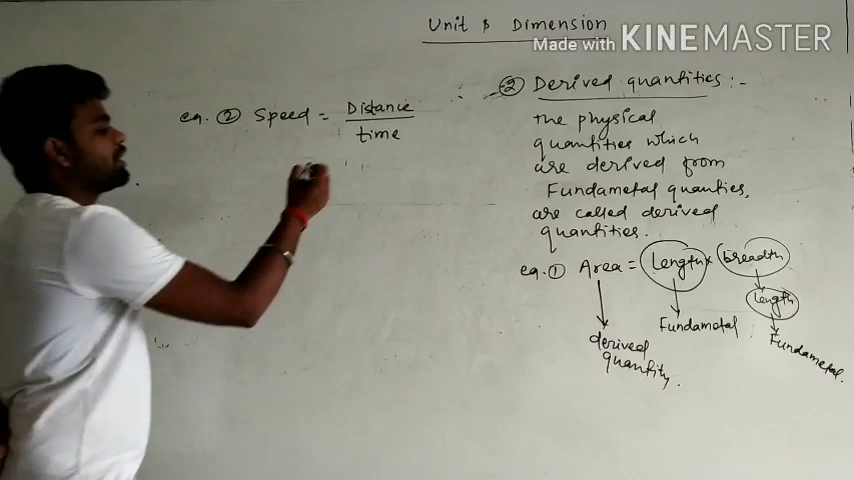 Unit & Dimension
Made with KINEMASTER
② Derived quantities :-
the physical
quantities which
are derived from
Fundametal quanties,
are called derived
quantities.
eg. ① Area = Length × breadth
Length
Fundametal
Fundametal.
derived
quantity.
eg. ② Speed = Distance
time